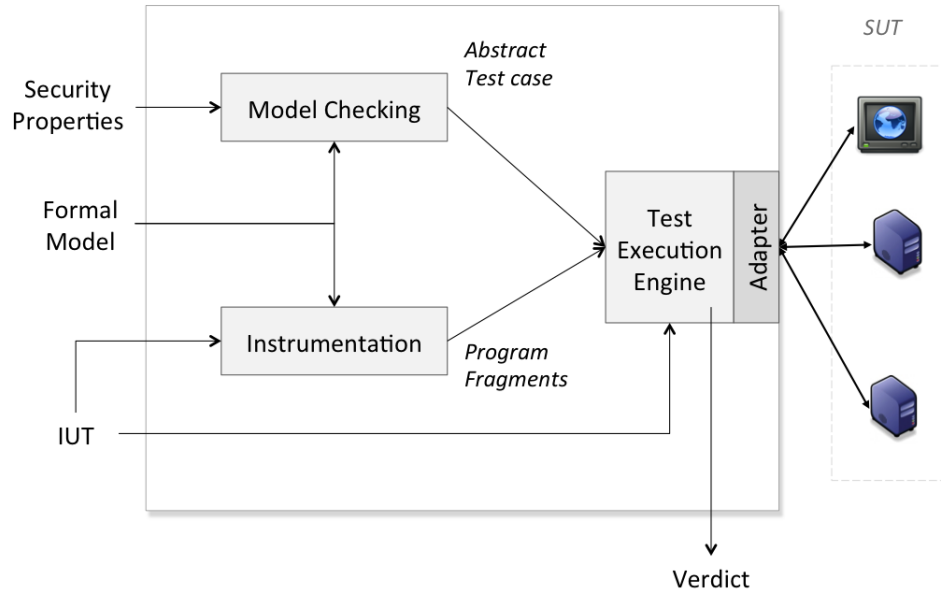 SUT
Abstract
Test case
Security
Properties
Model Checking
Formal
Model
Test
Execution
Engine
Adapter
Instrumentation
Program
Fragments
IUT
Verdict